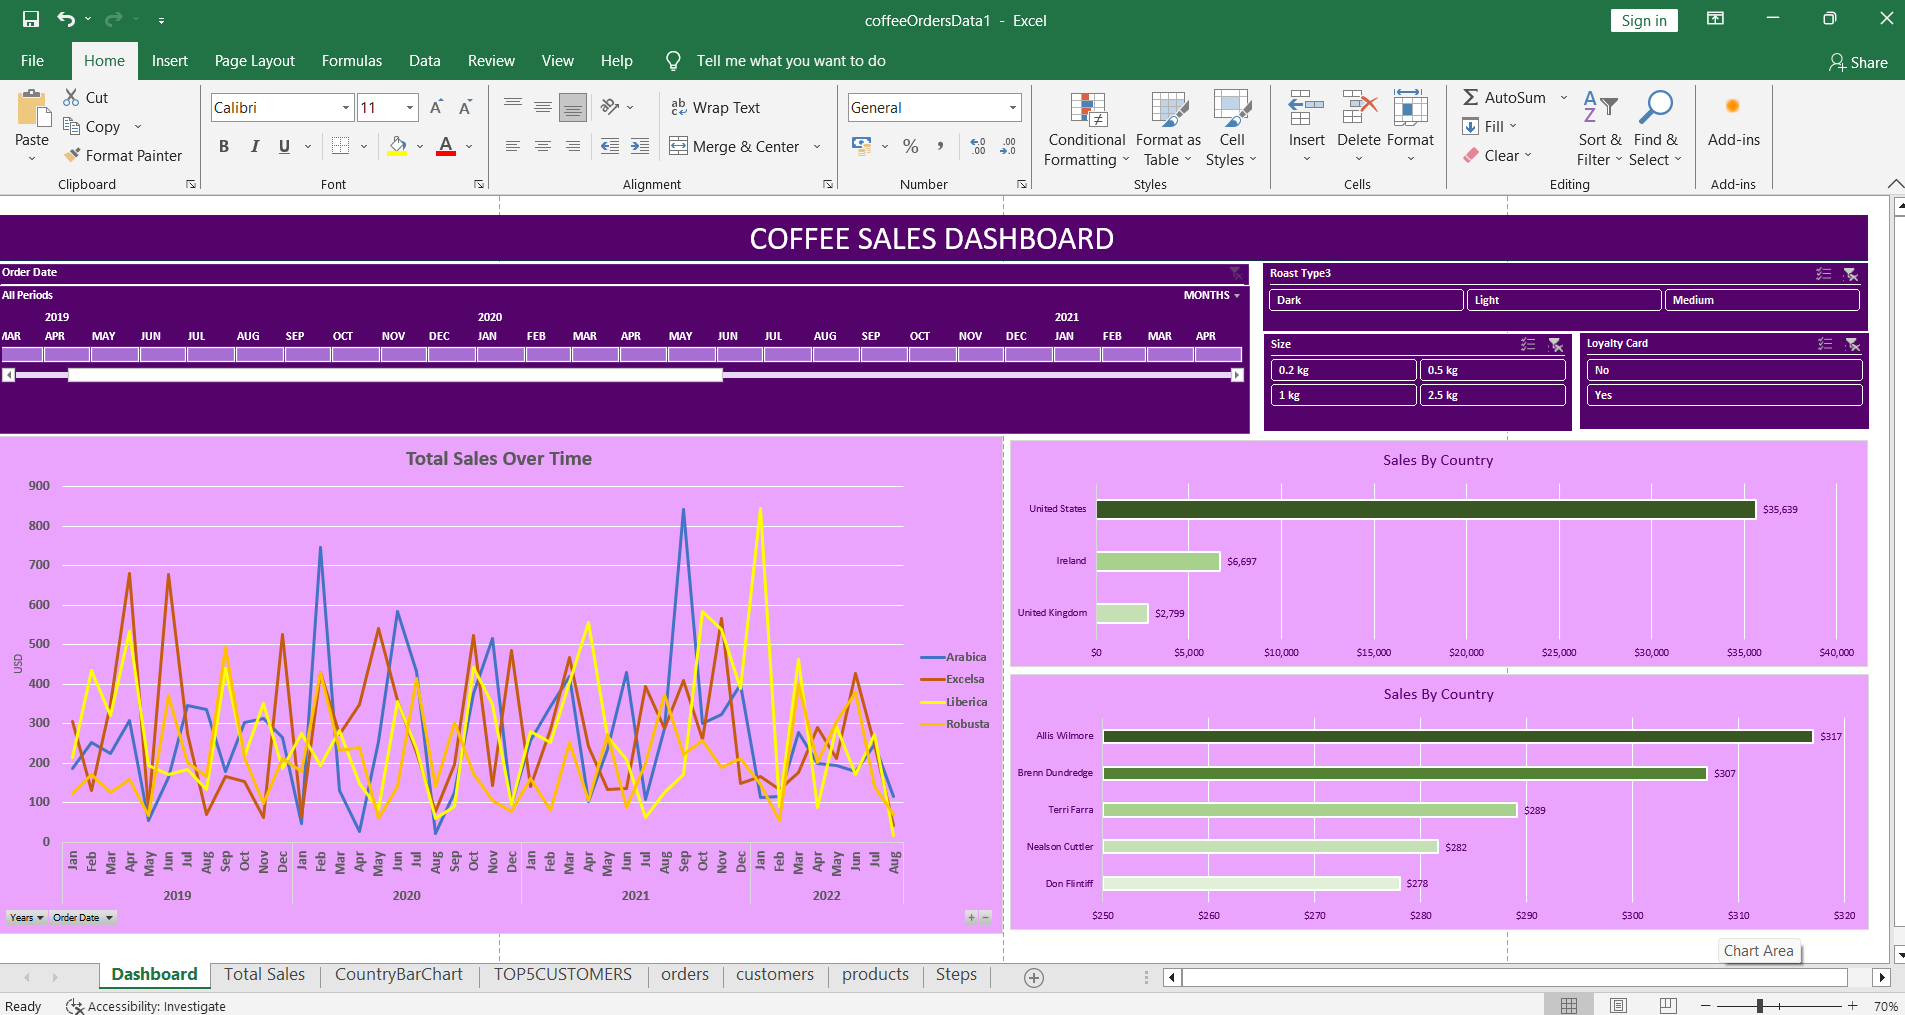 coffeeOrdersData1 - Excel
Sign in
File Home Insert Page Layout Formulas Data Review View Help Tell me what you want to do
Share
Paste
Cut
Copy
Format Painter
Clipboard
Calibri 11
B I U
Font
Wrap Text
Merge & Center
Alignment
General
% ,
Number
Conditional Formatting
Format as Table
Cell Styles
Styles
Insert
Delete
Format
Cells
AutoSum
Fill
Clear
Sort & Filter
Find & Select
Editing
Add-ins
Add-ins
COFFEE SALES DASHBOARD
Order Date
All Periods
MONTHS
2019 2020 2021
APR MAY JUN JUL AUG SEP OCT NOV DEC JAN FEB MAR APR MAY JUN JUL AUG SEP OCT NOV DEC JAN FEB MAR APR
Roast Type3
Dark Light Medium
Size
0.2 kg 0.5 kg
1 kg 2.5 kg
Loyalty Card
No
Yes
Total Sales Over Time
900
800
700
600
500
400
300
200
100
0
USD
Arabica
Excelsa
Liberica
Robusta
Jan Feb Mar Apr May Jun Jul Aug Sep Oct Nov Dec Jan Feb Mar Apr May Jun Jul Aug Sep Oct Nov Dec Jan Feb Mar Apr May Jun Jul Aug Sep Oct Nov Dec Jan Feb Mar Apr May Jun Jul Aug
2019 2020 2021 2022
Years Order Date
+ −
Sales By Country
United States $35,639
Ireland $6,697
United Kingdom $2,799
$0 $5,000 $10,000 $15,000 $20,000 $25,000 $30,000 $35,000 $40,000
Sales By Country
Allis Wilmore $317
Brenn Dundredge $307
Terri Farra $289
Nealson Cuttler $282
Don Flintiff $278
$250 $260 $270 $280 $290 $300 $310 $320
Chart Area
Dashboard Total Sales CountryBarChart TOP5CUSTOMERS orders customers products Steps
Ready Accessibility: Investigate
70%